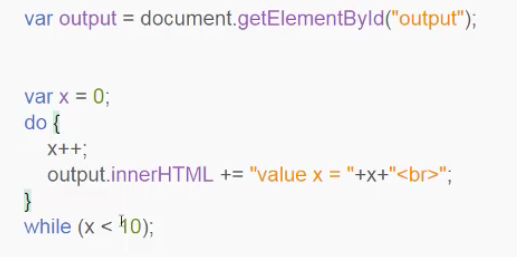 var output = document.getElementById("output");
var x = 0;
do {
x++;
output.innerHTML += "value x = "+x+"<br>";
}
while (x < 10);